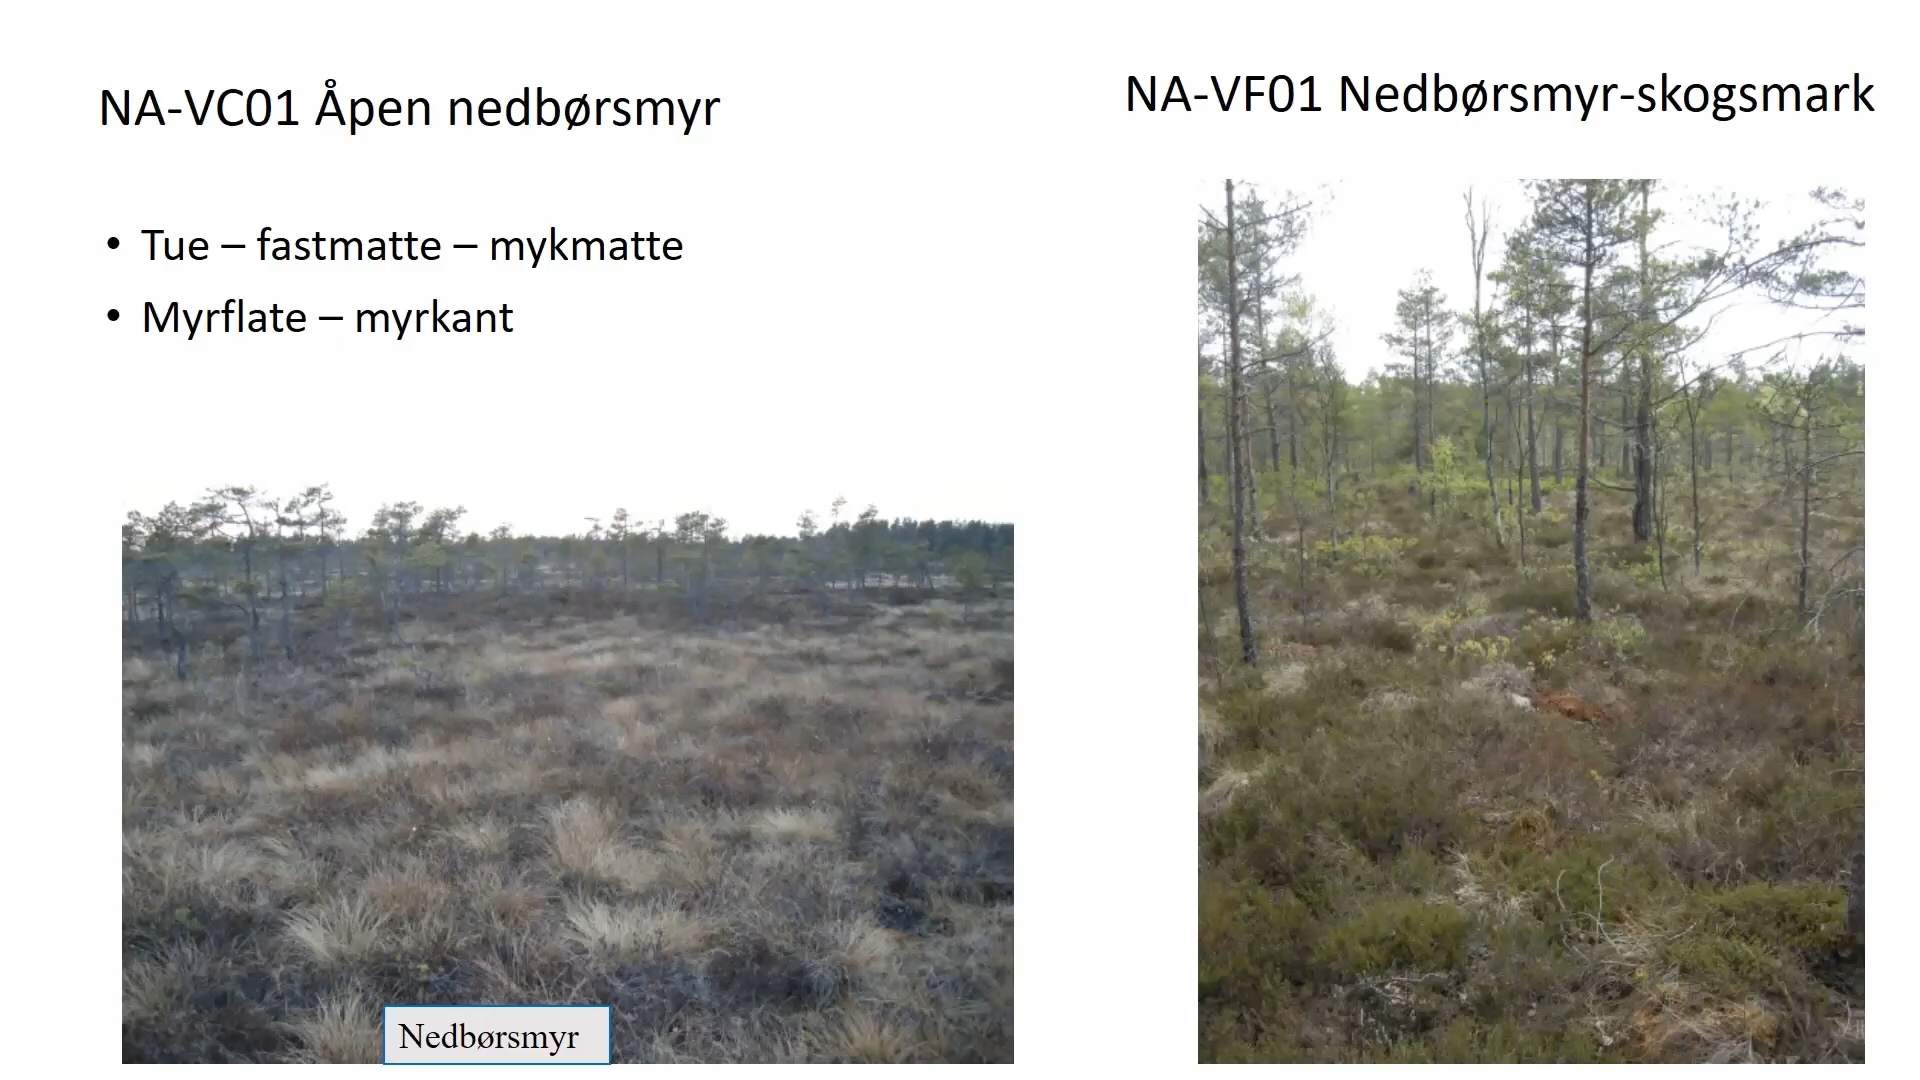 NA-VC01 Åpen nedbørsmyr
• Tue – fastmatte – mykmatte
• Myrflate – myrkant
Nedbørsmyr
NA-VF01 Nedbørsmyr-skogsmark